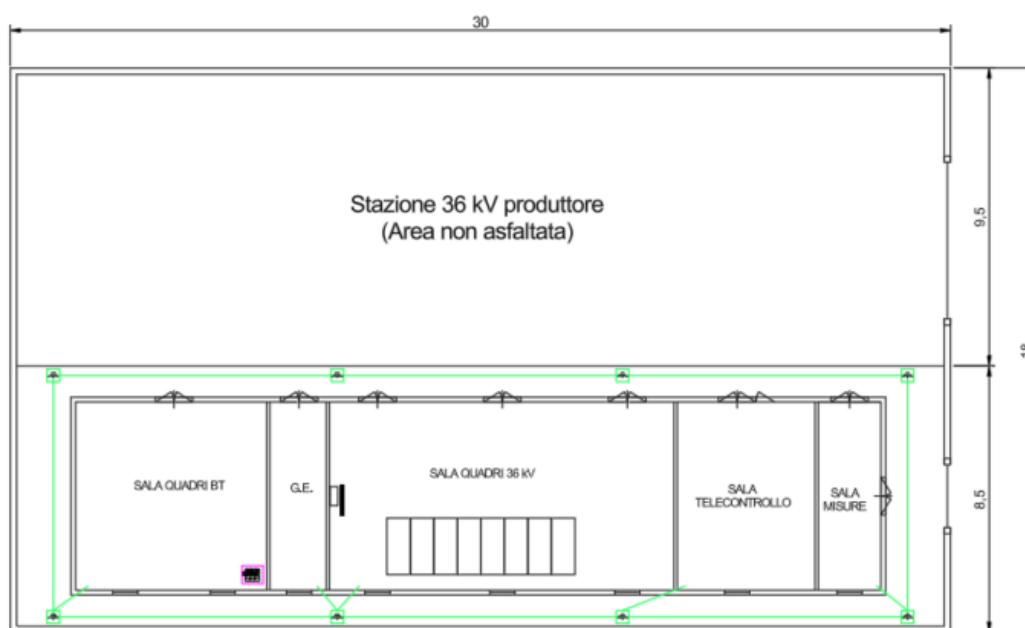 30
Stazione 36 kV produttore
(Area non asfaltata)
9,5
SALA QUADRI BT
G.E.
SALA QUADRI 36 kV
SALA
TELECONTROLLO
SALA
MISURE
8,5